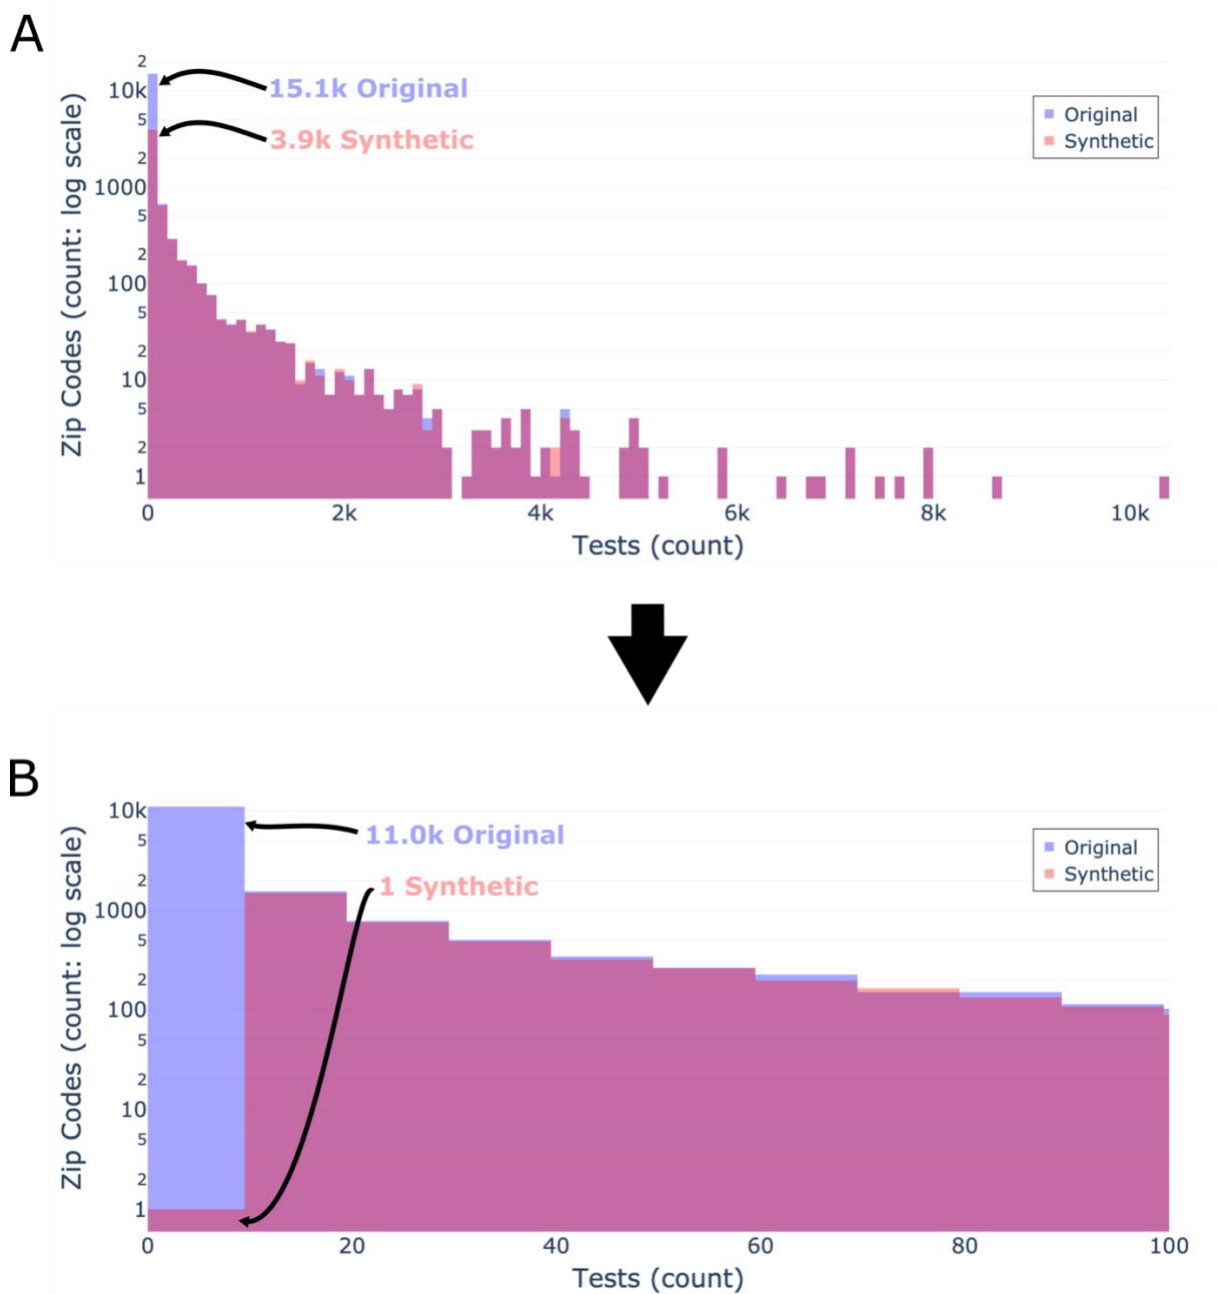 A
15.1k Original
3.9k Synthetic
Original
Synthetic
Zip Codes (count: log scale)
2
10k
5
2
1000
5
2
100
5
2
10
5
2
1
0 2k 4k 6k 8k 10k
Tests (count)
B
11.0k Original
1 Synthetic
Original
Synthetic
Zip Codes (count: log scale)
10k
5
2
1000
5
2
100
5
2
10
5
2
1
0 20 40 60 80 100
Tests (count)